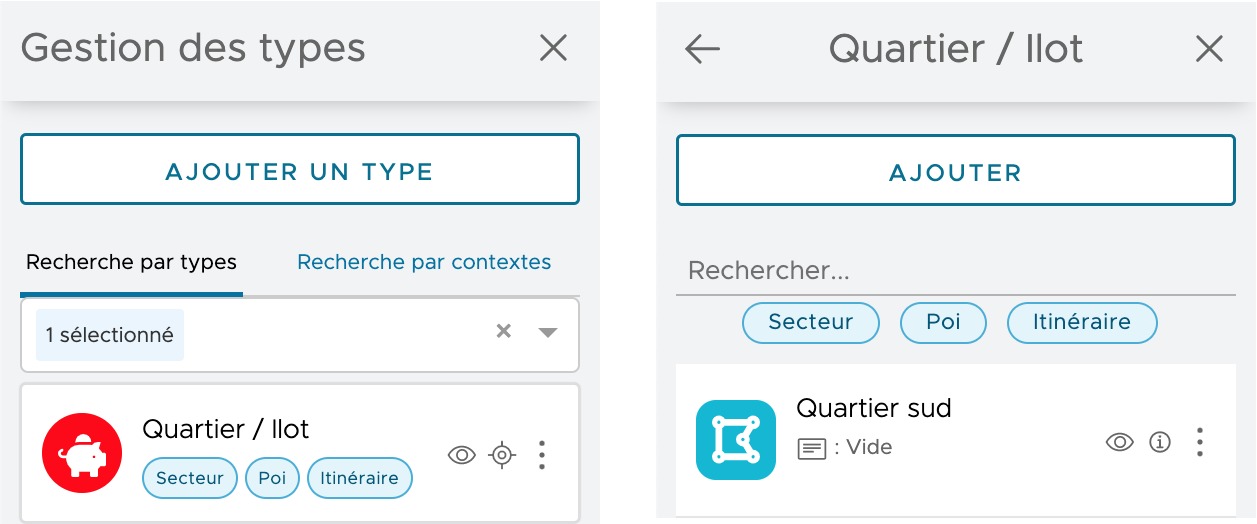 Gestion des types
AJOUTER UN TYPE
Recherche par types
Recherche par contextes
1 sélectionné
Quartier / Ilot
Secteur
Poi
Itinéraire
Quartier / Ilot
AJOUTER
Rechercher...
Secteur
Poi
Itinéraire
Quartier sud
: Vide